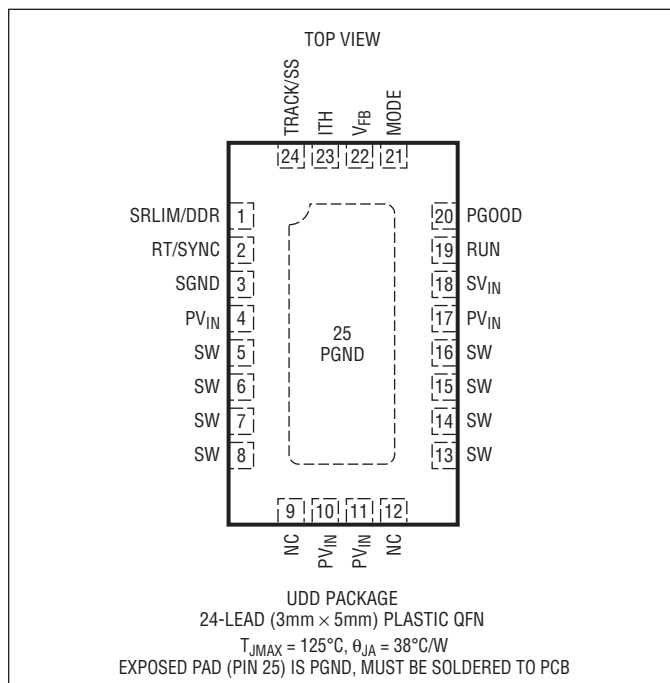 TOP VIEW
TRACK/SS
ITH
VFB
MODE
24 23 22 21
SRLIM/DDR 1
RT/SYNC 2
SGND 3
PVIN 4
SW 5
SW 6
SW 7
SW 8
25
PGND
20 PGOOD
19 RUN
18 SVIN
17 PVIN
16 SW
15 SW
14 SW
13 SW
9 10 11 12
NC
PVIN
PVIN
NC
UDD PACKAGE
24-LEAD (3mm × 5mm) PLASTIC QFN
TJMAX = 125°C, θJA = 38°C/W
EXPOSED PAD (PIN 25) IS PGND, MUST BE SOLDERED TO PCB